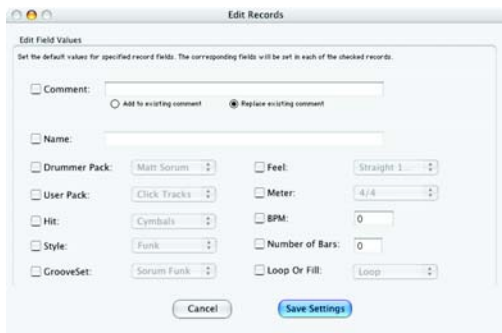 Edit Records
Edit Field Values
Set the default values for specified record fields. The corresponding fields will be set in each of the checked records.
Comment:
Add to existing comment Replace existing comment
Name:
Drummer Pack: Matt Sorum Feel: Straight 1...
User Pack: Click Tracks Meter: 4/4
Hit: Cymbals BPM: 0
Style: Funk Number of Bars: 0
GrooveSet: Sorum Funk Loop Or Fill: Loop
Cancel Save Settings